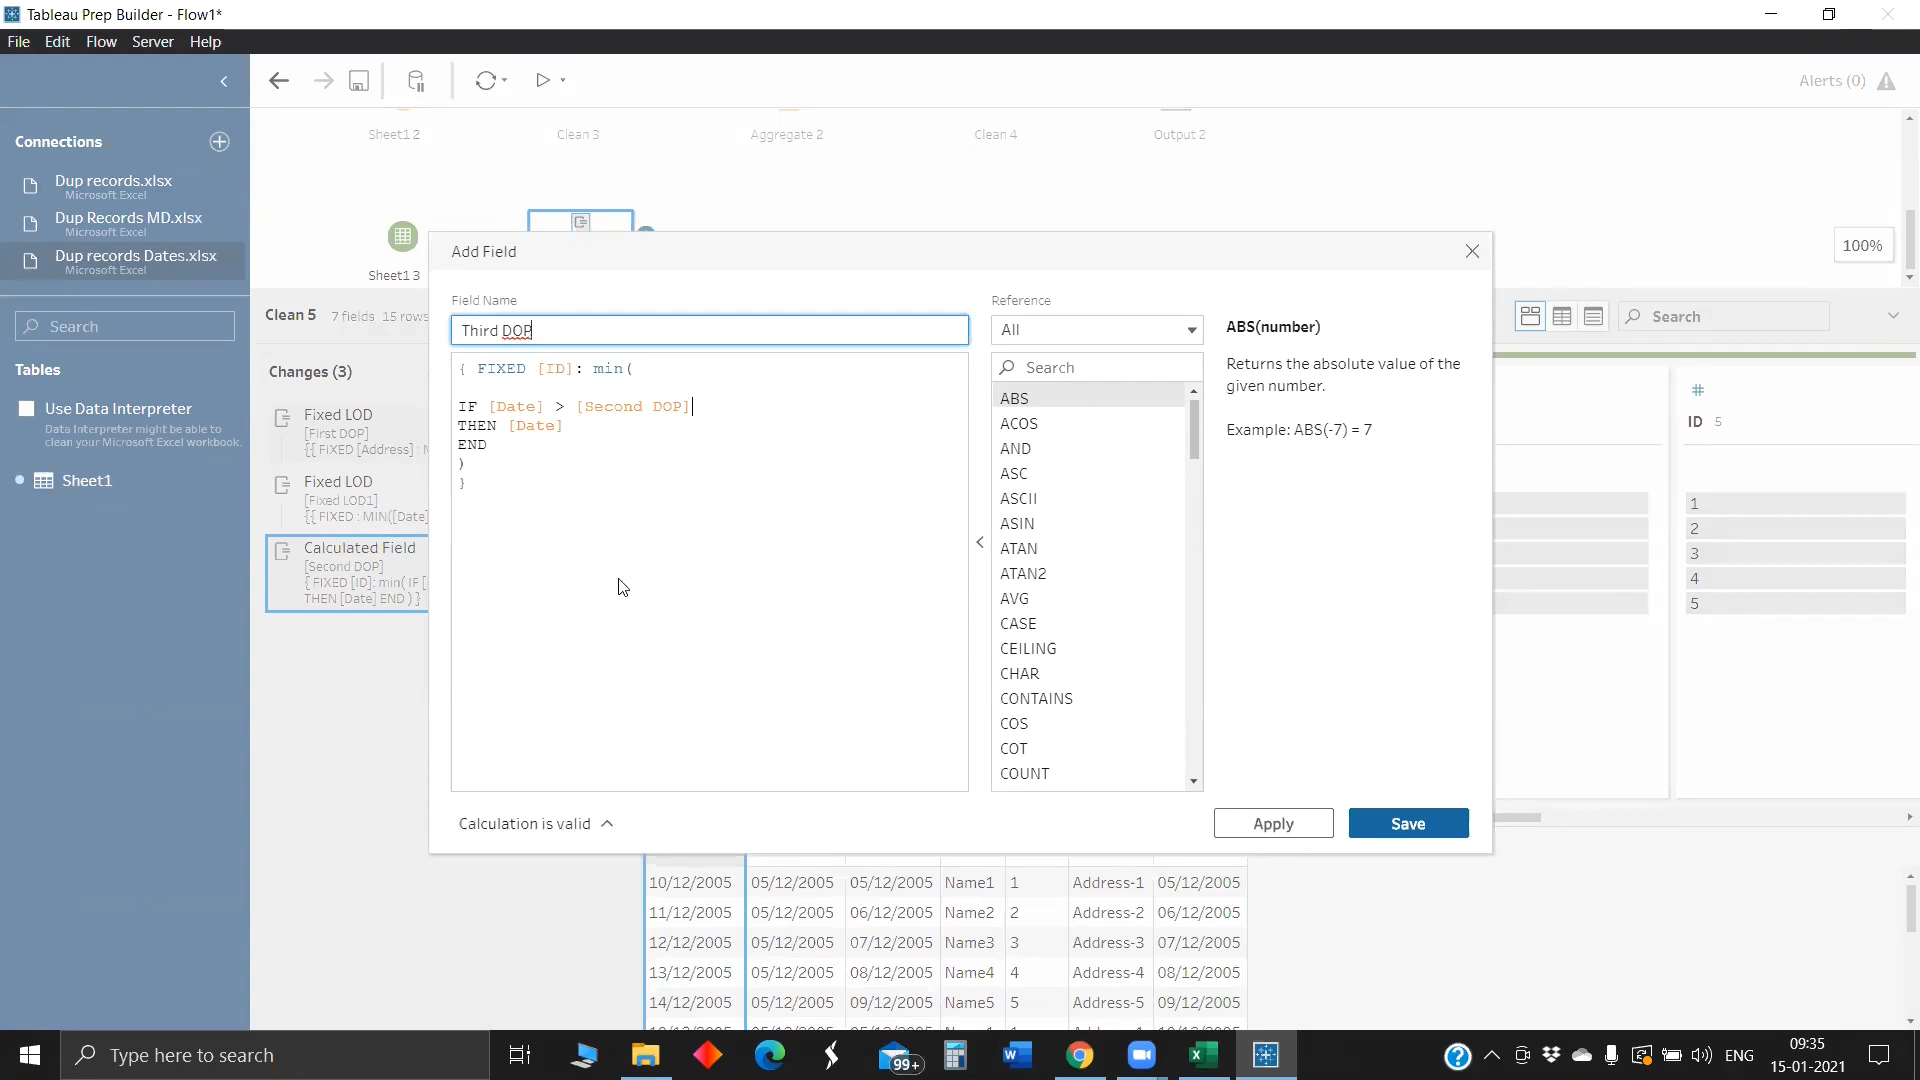 Tableau Prep Builder - Flow1*
File Edit Flow Server Help
Alerts (0)
Connections
Dup records.xlsx
Microsoft Excel
Dup Records MD.xlsx
Microsoft Excel
Dup records Dates.xlsx
Microsoft Excel
Search
Tables
Use Data Interpreter
Data Interpreter might be able to
clean your Microsoft Excel workbook.
Sheet1
Sheet1 2 Clean 3 Aggregate 2 Clean 4 Output 2
Sheet1 3
100%
Clean 5 7 fields 15 rows
Search
Changes (3)
Fixed LOD
[First DOP]
{{ FIXED [Address] : M
Fixed LOD
[Fixed LOD1]
{{ FIXED : MIN([Date]
Calculated Field
[Second DOP]
{ FIXED [ID]: min( IF [
THEN [Date] END ) }
Add Field
Field Name
Third DOP
{ FIXED [ID]: min(
IF [Date] > [Second DOP]
THEN [Date]
END
)
}
Calculation is valid
Reference
All
Search
ABS
ACOS
AND
ASC
ASCII
ASIN
ATAN
ATAN2
AVG
CASE
CEILING
CHAR
CONTAINS
COS
COT
COUNT
ABS(number)
Returns the absolute value of the
given number.
Example: ABS(-7) = 7
Apply Save
#
ID 5
1
2
3
4
5
10/12/2005 05/12/2005 05/12/2005 Name1 1 Address-1 05/12/2005
11/12/2005 05/12/2005 06/12/2005 Name2 2 Address-2 06/12/2005
12/12/2005 05/12/2005 07/12/2005 Name3 3 Address-3 07/12/2005
13/12/2005 05/12/2005 08/12/2005 Name4 4 Address-4 08/12/2005
14/12/2005 05/12/2005 09/12/2005 Name5 5 Address-5 09/12/2005
Type here to search
99+
ENG
09:35
15-01-2021